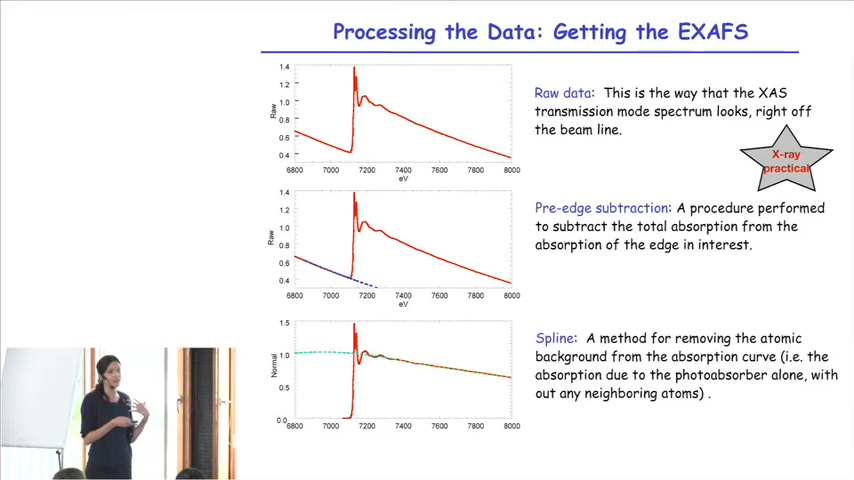 Processing the Data: Getting the EXAFS
1.4
1.2
1.0
0.8
0.6
0.4
Raw
6800 7000 7200 7400 7600 7800 8000
eV
Raw data: This is the way that the XAS
transmission mode spectrum looks, right off
the beam line.
X-ray
practical
1.4
1.2
1.0
0.8
0.6
0.4
Raw
6800 7000 7200 7400 7600 7800 8000
eV
Pre-edge subtraction: A procedure performed
to subtract the total absorption from the
absorption of the edge in interest.
1.5
1.0
0.5
0.0
Normal
6800 7000 7200 7400 7600 7800 8000
Spline: A method for removing the atomic
background from the absorption curve (i.e. the
absorption due to the photoabsorber alone, with
out any neighboring atoms) .